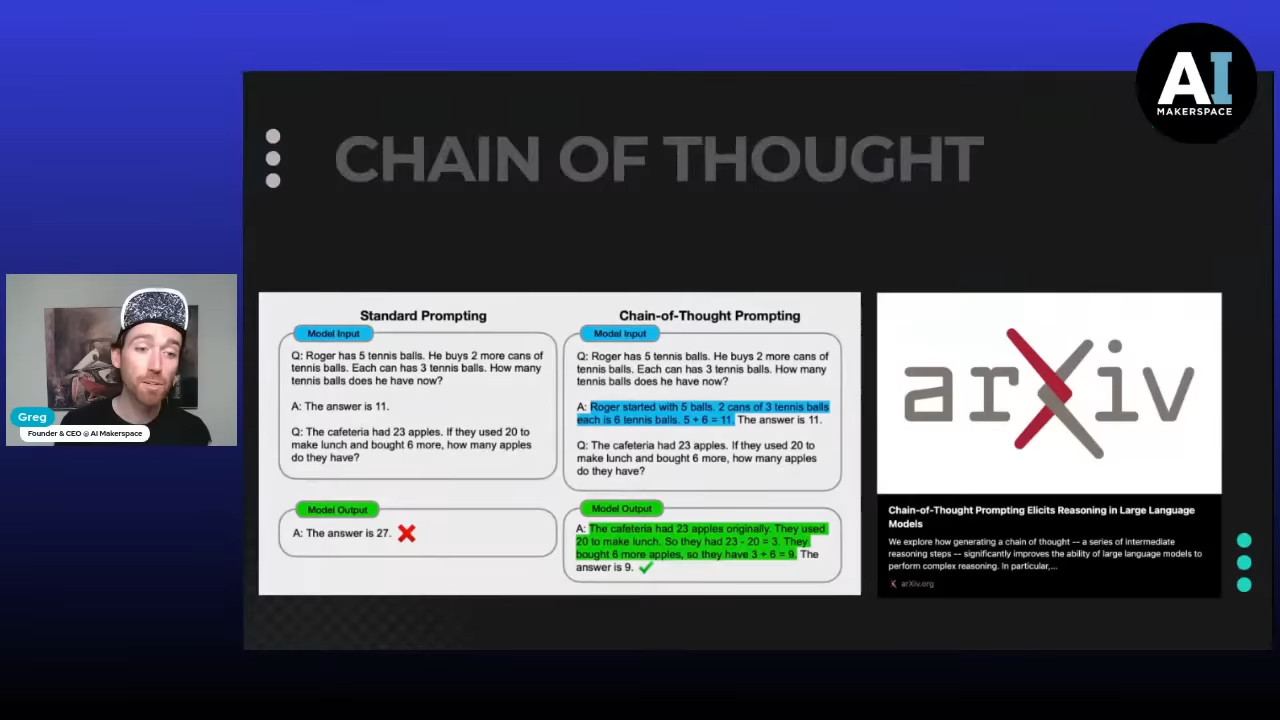 AI
MAKERSPACE
CHAIN OF THOUGHT
Greg
Founder & CEO @ AI Makerspace
Standard Prompting
Model Input
Q: Roger has 5 tennis balls. He buys 2 more cans of
tennis balls. Each can has 3 tennis balls. How many
tennis balls does he have now?
A: The answer is 11.
Q: The cafeteria had 23 apples. If they used 20 to
make lunch and bought 6 more, how many apples
do they have?
Model Output
A: The answer is 27.
Chain-of-Thought Prompting
Model Input
Q: Roger has 5 tennis balls. He buys 2 more cans of
tennis balls. Each can has 3 tennis balls. How many
tennis balls does he have now?
A: Roger started with 5 balls. 2 cans of 3 tennis balls
each is 6 tennis balls. 5 + 6 = 11. The answer is 11.
Q: The cafeteria had 23 apples. If they used 20 to
make lunch and bought 6 more, how many apples
do they have?
Model Output
A: The cafeteria had 23 apples originally. They used
20 to make lunch. So they had 23 - 20 = 3. They
bought 6 more apples, so they have 3 + 6 = 9. The
answer is 9.
arXiv
Chain-of-Thought Prompting Elicits Reasoning in Large Language
Models
We explore how generating a chain of thought -- a series of intermediate
reasoning steps -- significantly improves the ability of large language models to
perform complex reasoning. In particular,...
arXiv.org